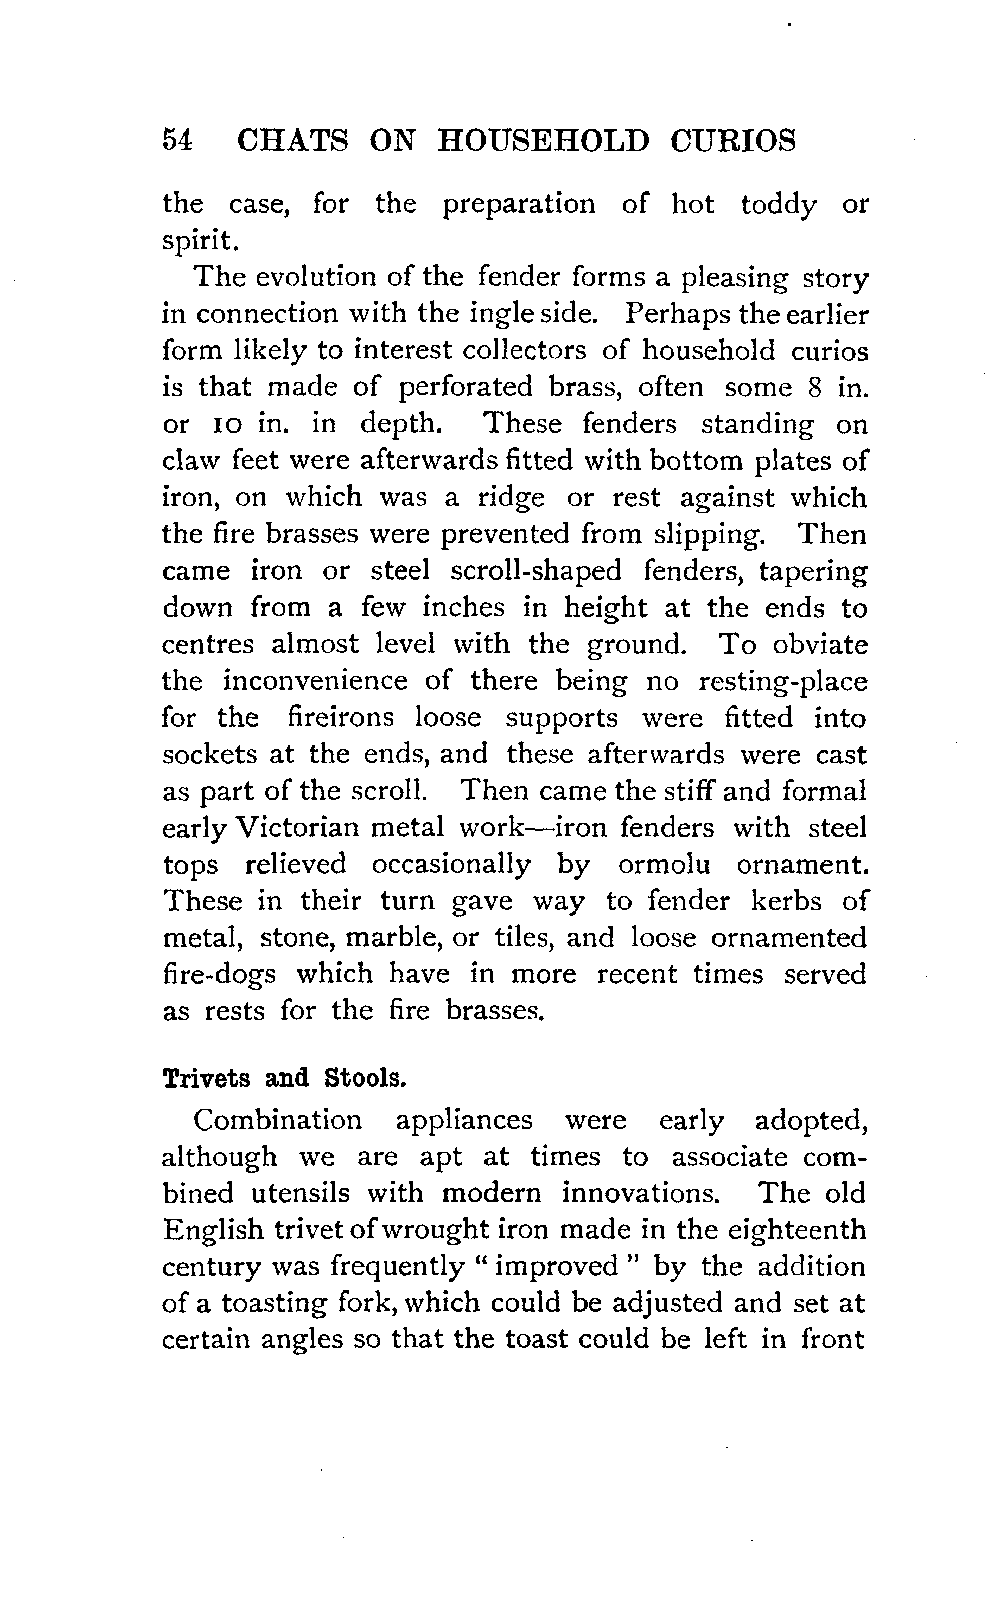 54 CHATS ON HOUSEHOLD CURIOS
the case, for the preparation of hot toddy or
spirit.
The evolution of the fender forms a pleasing story
in connection with the ingleside. Perhaps the earlier
form likely to interest collectors of household curios
is that made of perforated brass, often some 8 in.
or 10 in. in depth. These fenders standing on
claw feet were afterwards fitted with bottom plates of
iron, on which was a ridge or rest against which
the fire brasses were prevented from slipping. Then
came iron or steel scroll-shaped fenders, tapering
down from a few inches in height at the ends to
centres almost level with the ground. To obviate
the inconvenience of there being no resting-place
for the fireirons loose supports were fitted into
sockets at the ends, and these afterwards were cast
as part of the scroll. Then came the stiff and formal
early Victorian metal work—iron fenders with steel
tops relieved occasionally by ormolu ornament.
These in their turn gave way to fender kerbs of
metal, stone, marble, or tiles, and loose ornamented
fire-dogs which have in more recent times served
as rests for the fire brasses.
Trivets and Stools.
Combination appliances were early adopted,
although we are apt at times to associate com-
bined utensils with modern innovations. The old
English trivet of wrought iron made in the eighteenth
century was frequently "improved" by the addition
of a toasting fork, which could be adjusted and set at
certain angles so that the toast could be left in front